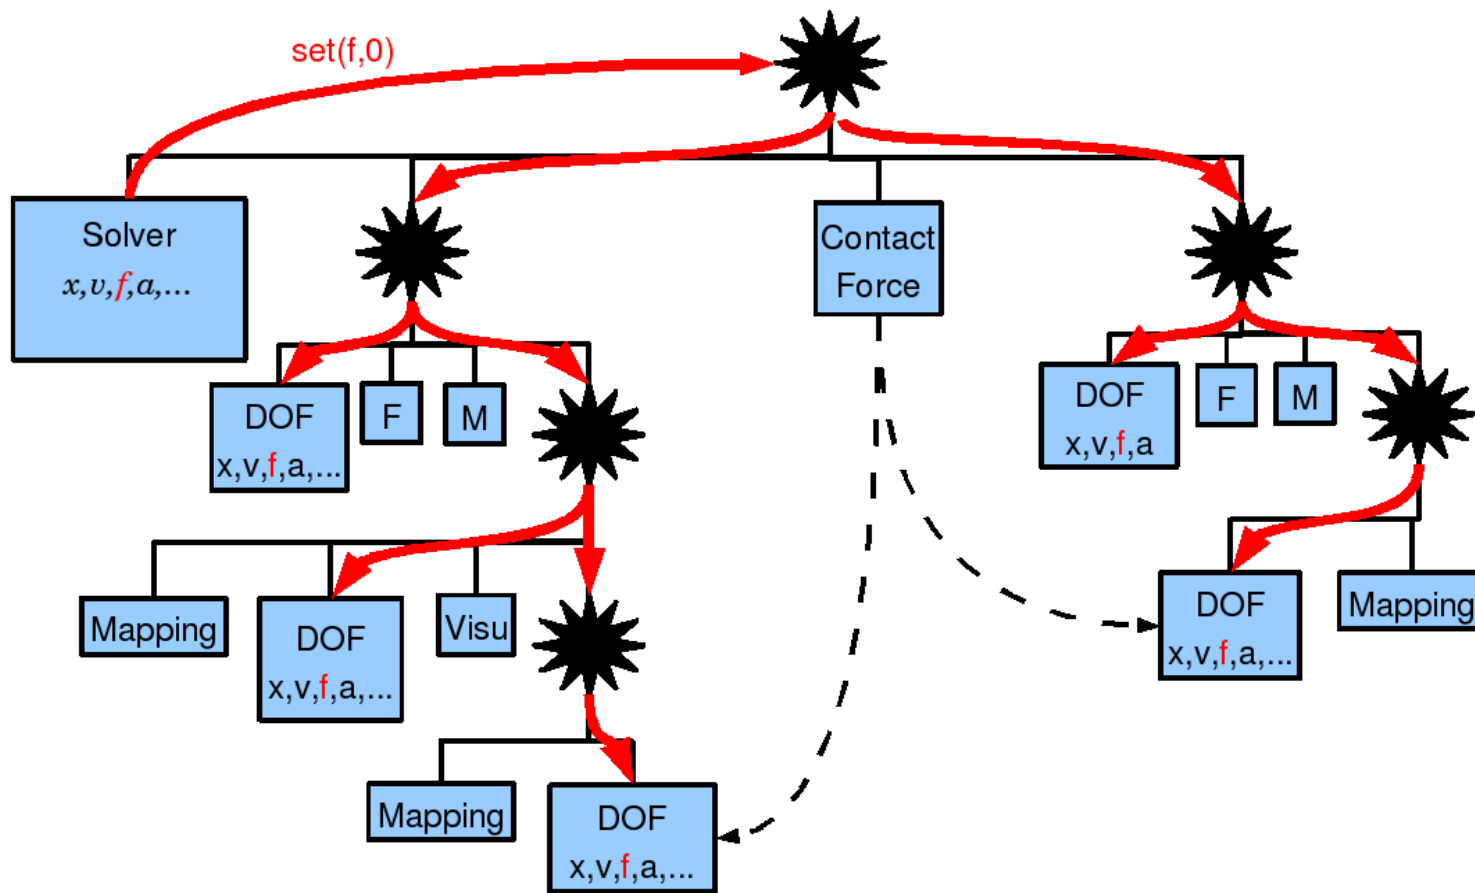 set(f,0)
Solver
x,v,f,a,...
Contact
Force
DOF
x,v,f,a,...
F
M
DOF
x,v,f,a
F
M
Mapping
DOF
x,v,f,a,...
Visu
DOF
x,v,f,a,...
Mapping
Mapping
DOF
x,v,f,a,...